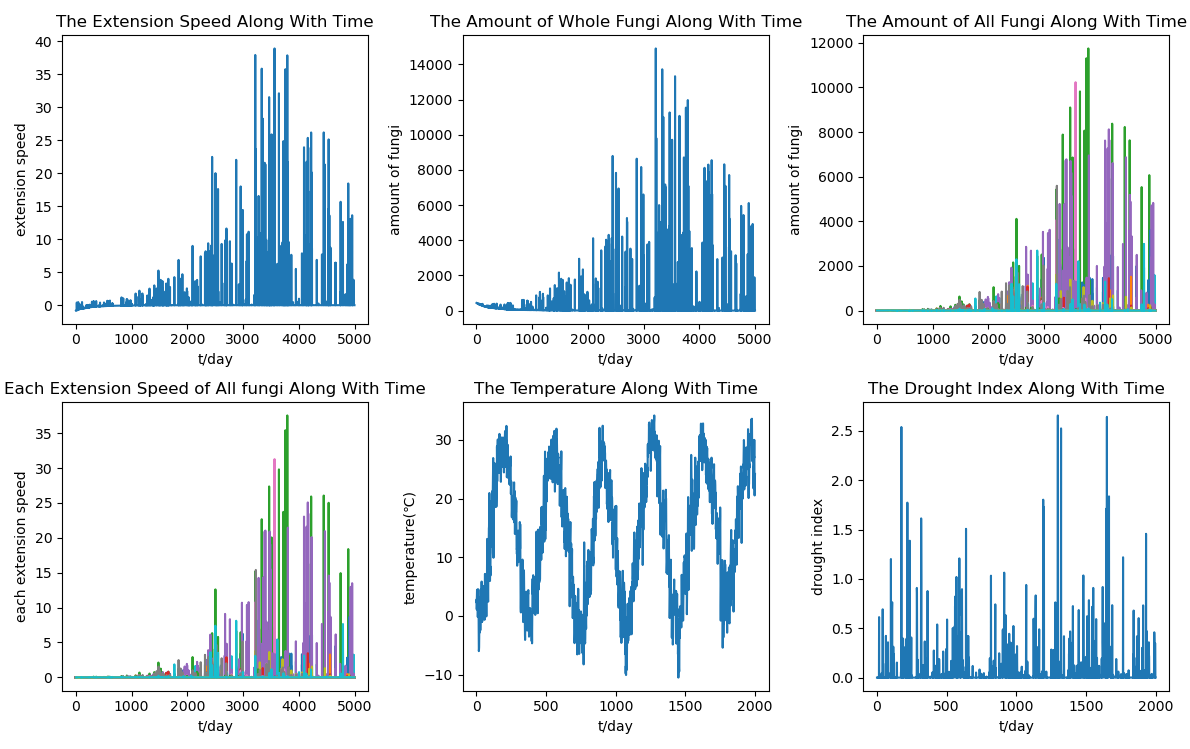 The Extension Speed Along With Time
40
35
30
25
20
15
10
5
0
extension speed
0 1000 2000 3000 4000 5000
t/day
The Amount of Whole Fungi Along With Time
14000
12000
10000
8000
6000
4000
2000
0
amount of fungi
0 1000 2000 3000 4000 5000
t/day
The Amount of All Fungi Along With Time
12000
10000
8000
6000
4000
2000
0
amount of fungi
0 1000 2000 3000 4000 5000
t/day
Each Extension Speed of All fungi Along With Time
35
30
25
20
15
10
5
0
each extension speed
0 1000 2000 3000 4000 5000
t/day
The Temperature Along With Time
30
20
10
0
−10
temperature(℃)
0 500 1000 1500 2000
t/day
The Drought Index Along With Time
2.5
2.0
1.5
1.0
0.5
0.0
drought index
0 500 1000 1500 2000
t/day